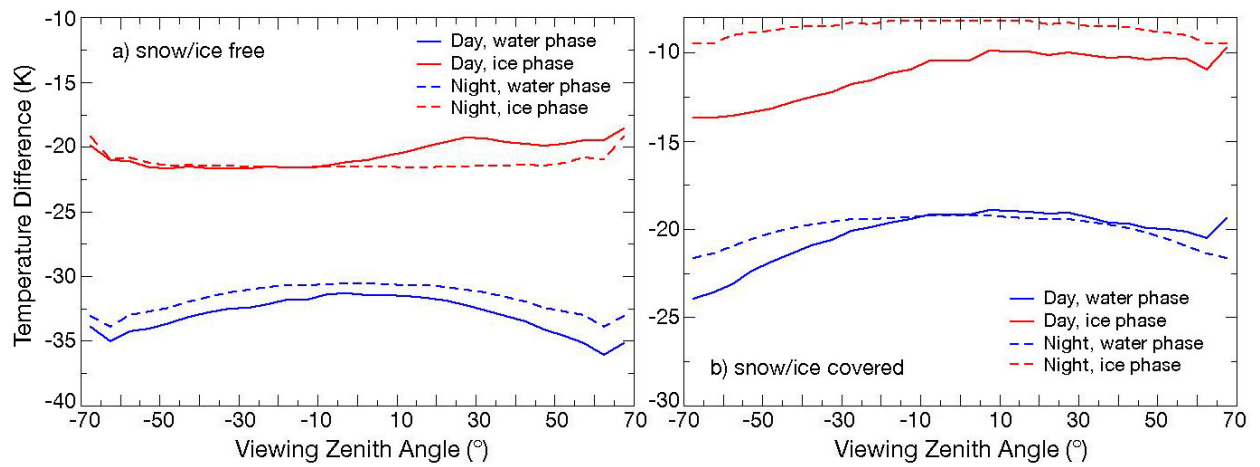 Temperature Difference (K)
-10
-15
-20
-25
-30
-35
-40
a) snow/ice free
Day, water phase
Day, ice phase
Night, water phase
Night, ice phase
-70
-50
-30
-10
10
30
50
70
Viewing Zenith Angle (°)
-10
-15
-20
-25
-30
Day, water phase
Day, ice phase
Night, water phase
Night, ice phase
b) snow/ice covered
-70
-50
-30
-10
10
30
50
70
Viewing Zenith Angle (°)